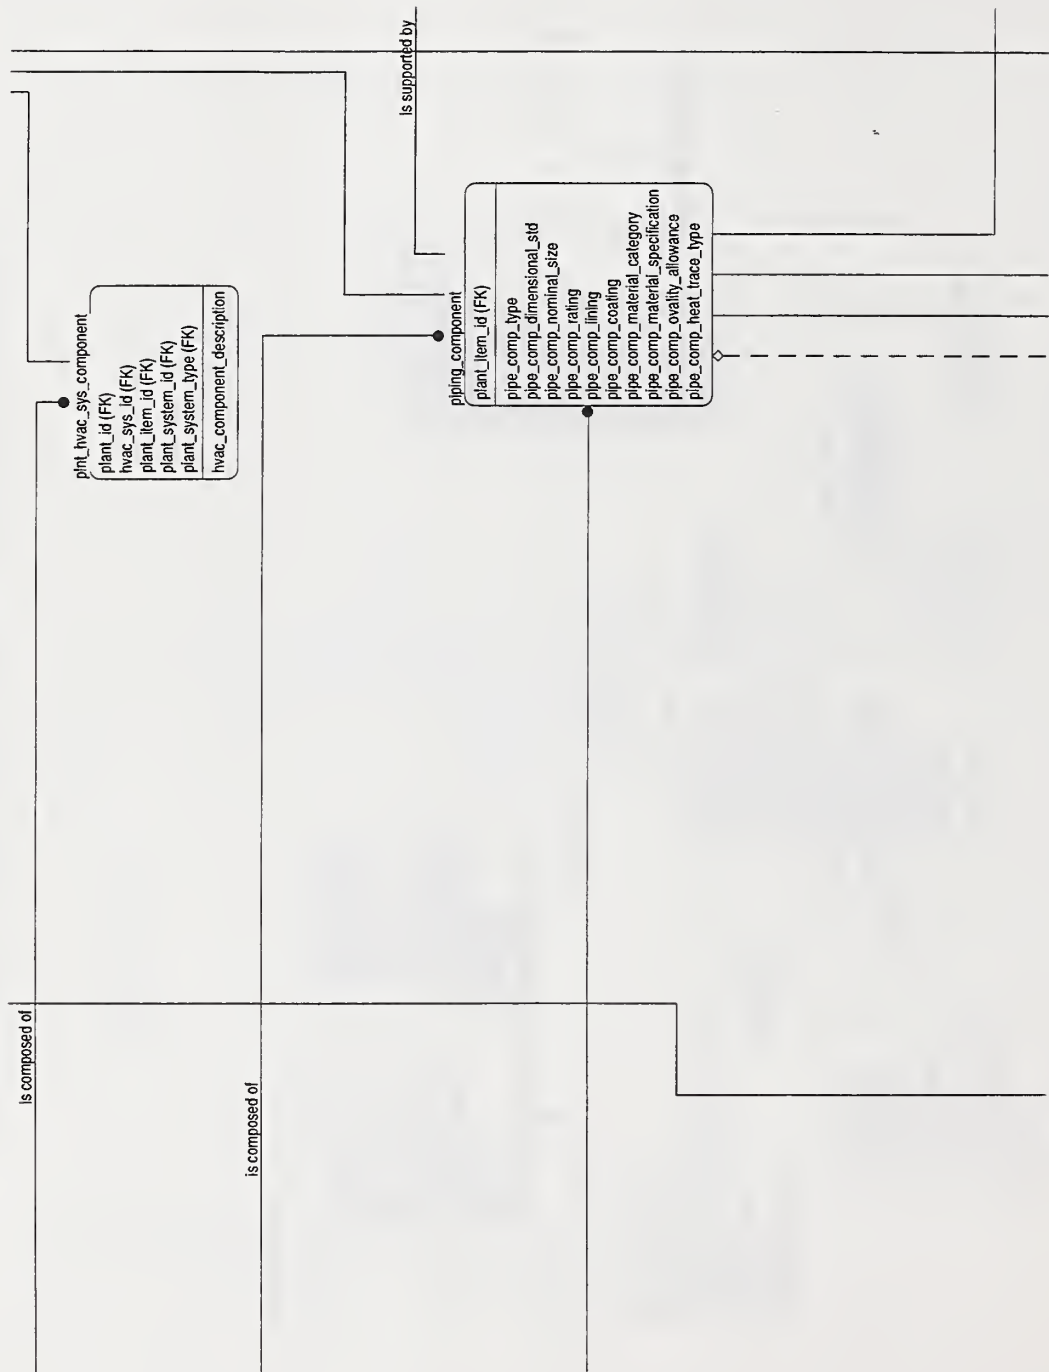 is supported by
plnt_hvac_sys_component
plant_id (FK)
hvac_sys_id (FK)
plant_item_id (FK)
plant_system_id (FK)
plant_system_type (FK)
hvac_component_description
piping_component
plant_item_id (FK)
pipe_comp_type
pipe_comp_dimensional_std
pipe_comp_nominal_size
pipe_comp_rating
pipe_comp_lining
pipe_comp_coating
pipe_comp_material_category
pipe_comp_material_specification
pipe_comp_ovality_allowance
pipe_comp_heat_trace_type
is composed of
is composed of